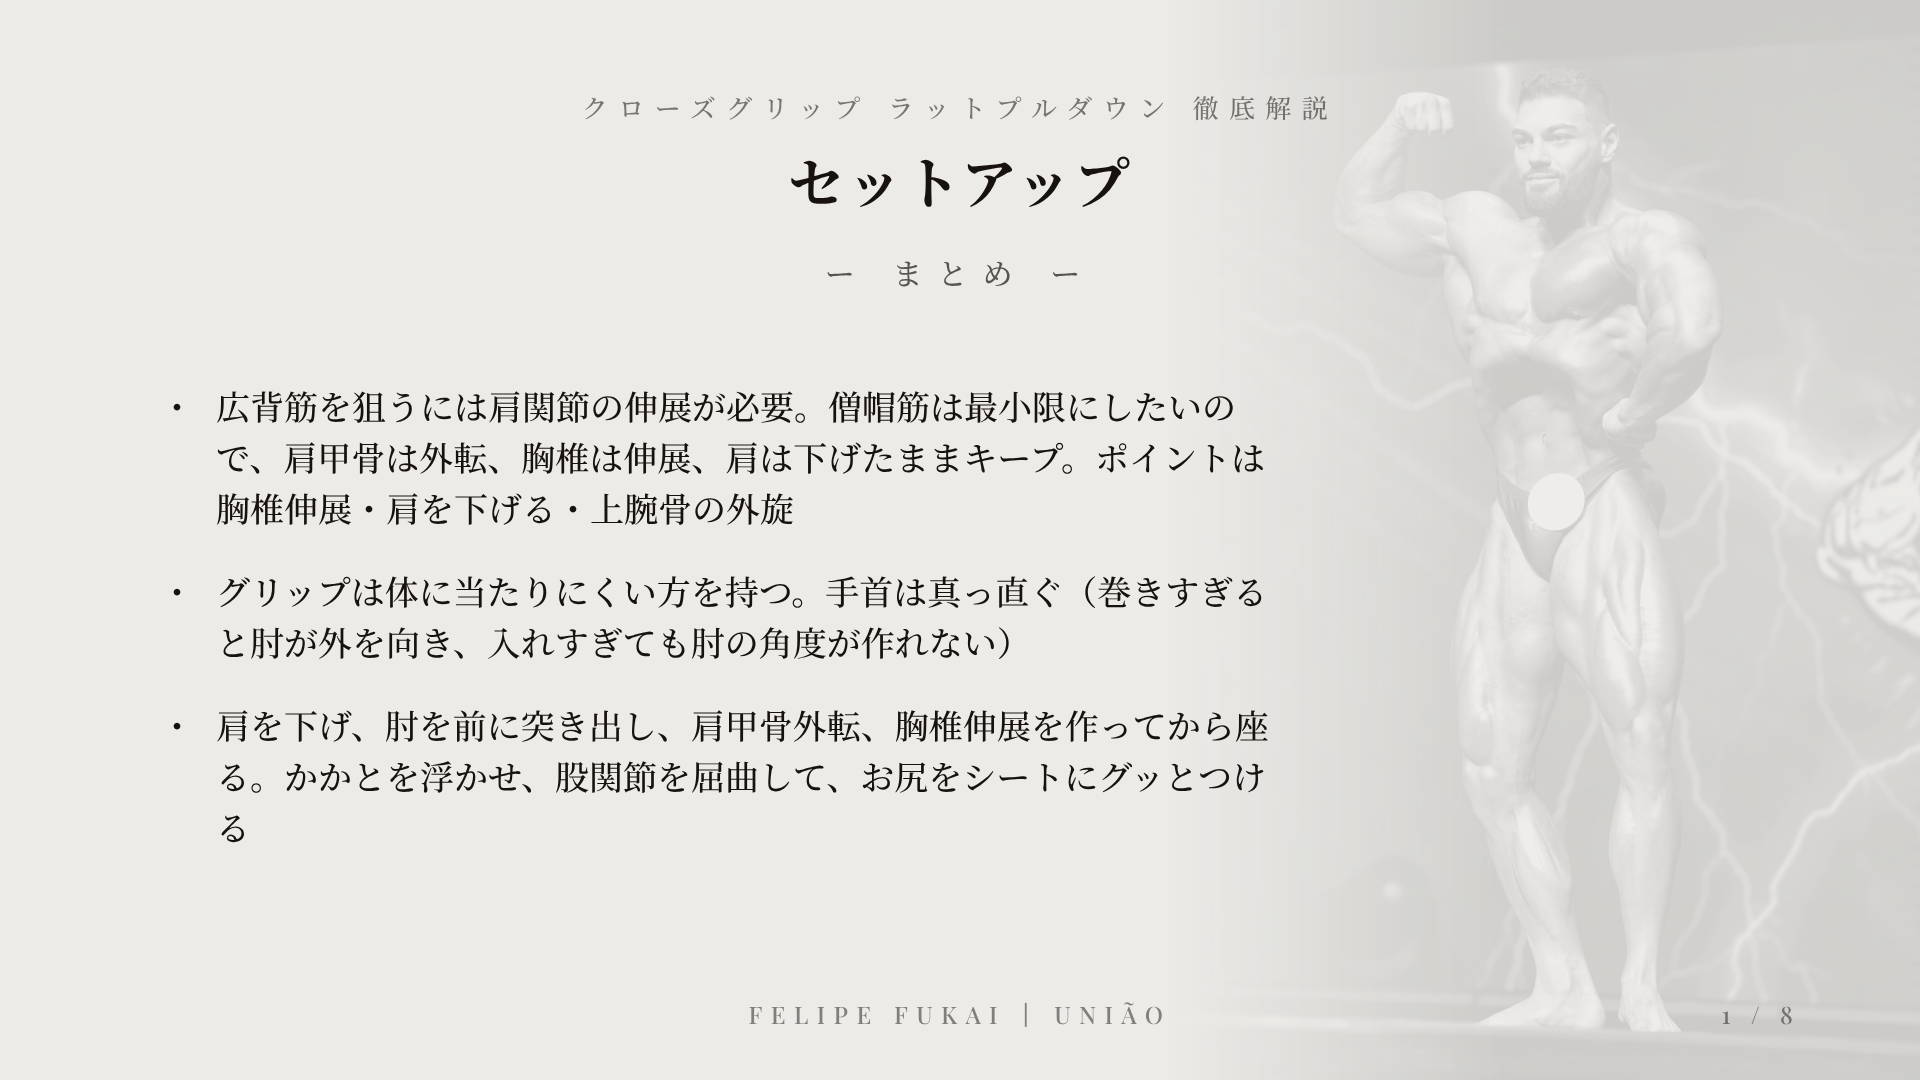 クローズグリップ ラットプルダウン 徹底解説
セットアップ
ー まとめ ー
・ 広背筋を狙うには肩関節の伸展が必要。僧帽筋は最小限にしたいの
で、肩甲骨は外転、胸椎は伸展、肩は下げたままキープ。ポイントは
胸椎伸展・肩を下げる・上腕骨の外旋
・ グリップは体に当たりにくい方を持つ。手首は真っ直ぐ（巻きすぎる
と肘が外を向き、入れすぎても肘の角度が作れない）
・ 肩を下げ、肘を前に突き出し、肩甲骨外転、胸椎伸展を作ってから座
る。かかとを浮かせ、股関節を屈曲して、お尻をシートにグッとつけ
る
FELIPE FUKAI | UNIÃO
1 / 8